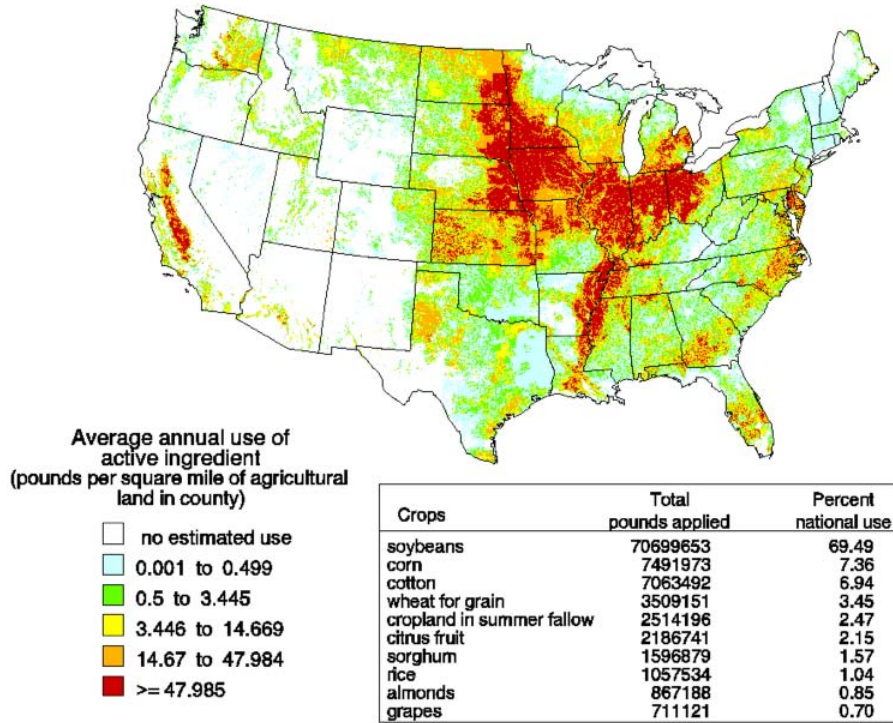 Average annual use of
active ingredient
(pounds per square mile of agricultural
land in county)
no estimated use
0.001 to 0.499
0.5 to 3.445
3.446 to 14.669
14.67 to 47.984
>= 47.985
Crops Total pounds applied Percent national use
soybeans 70699653 69.49
corn 7491973 7.36
cotton 7063492 6.94
wheat for grain 3509151 3.45
cropland in summer fallow 2514196 2.47
citrus fruit 2186741 2.15
sorghum 1596879 1.57
rice 1057534 1.04
almonds 867188 0.85
grapes 711121 0.70